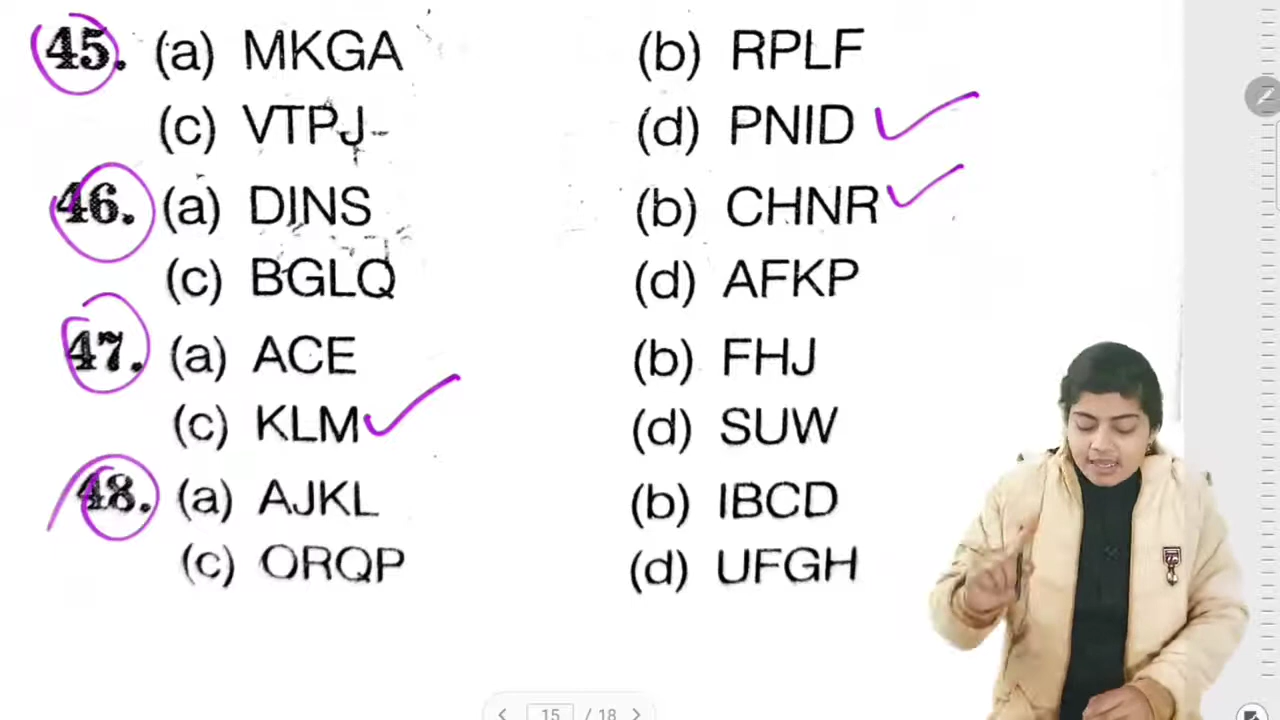 45. (a) MKGA (b) RPLF
(c) VTPJ (d) PNID
46. (a) DINS (b) CHNR
(c) BGLQ (d) AFKP
47. (a) ACE (b) FHJ
(c) KLM (d) SUW
48. (a) AJKL (b) IBCD
(c) ORQP (d) UFGH
< 15 / 18 >